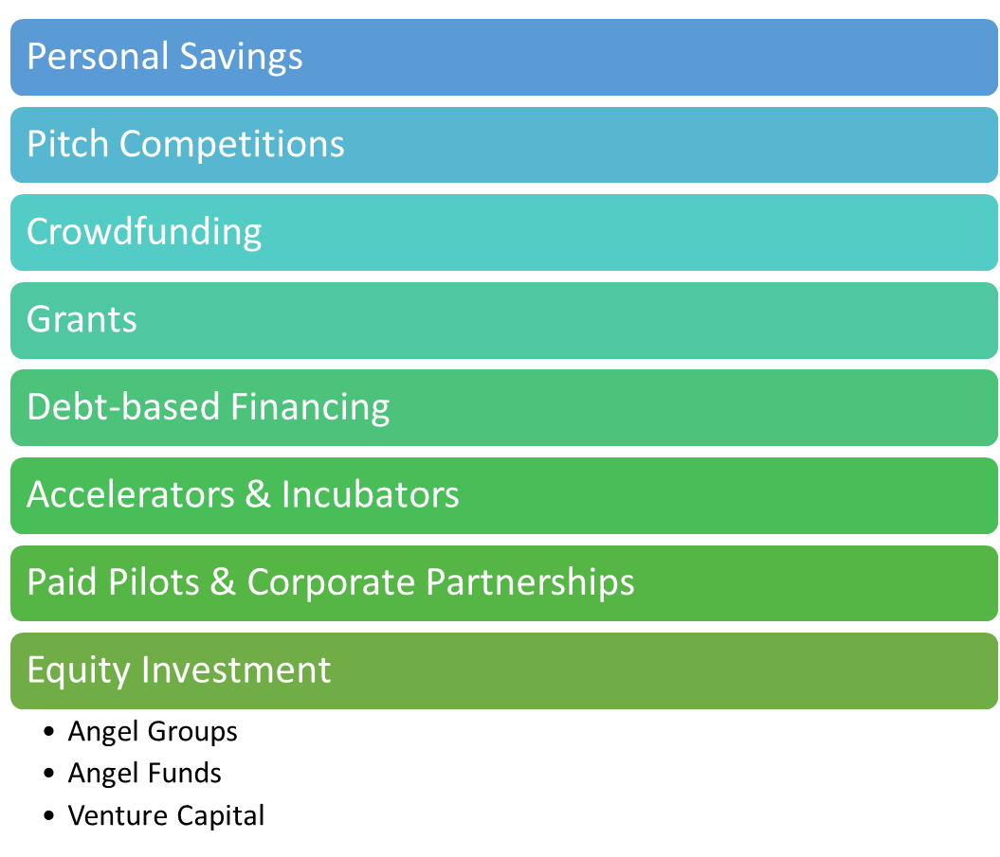 Personal Savings
Pitch Competitions
Crowdfunding
Grants
Debt-based Financing
Accelerators & Incubators
Paid Pilots & Corporate Partnerships
Equity Investment
• Angel Groups
• Angel Funds
• Venture Capital